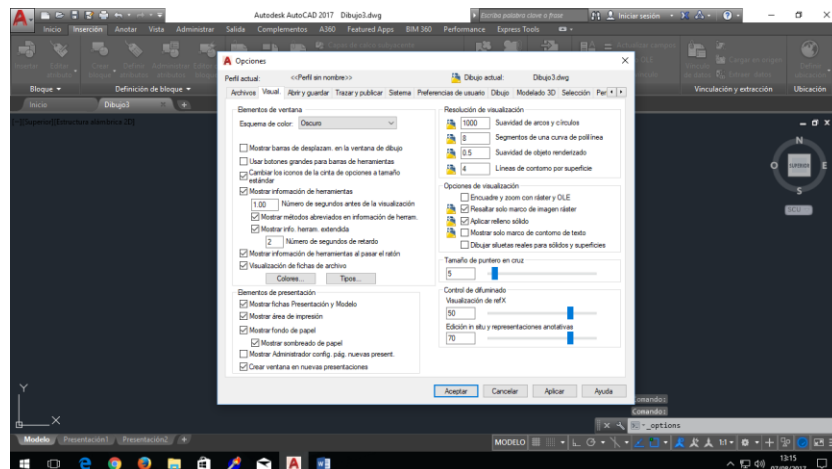 Autodesk AutoCAD 2017 Dibujo3.dwg
Escriba palabra clave o frase
Iniciar sesión
Inicio Inserción Anotar Vista Administrar Salida Complementos A360 Featured Apps BIM 360 Performance Express Tools
Bloque
Definición de bloque
Vinculación y extracción
Ubicación
Inicio Dibujo3
Opciones
Perfil actual: <<Perfil sin nombre>> Dibujo actual: Dibujo3.dwg
Archivos Visual. Abrir y guardar Trazar y publicar Sistema Preferencias de usuario Dibujo Modelado 3D Selección Per
Elementos de ventana
Esquema de color: Oscuro
Mostrar barras de desplazam. en la ventana de dibujo
Usar botones grandes para barras de herramientas
Cambiar los iconos de la cinta de opciones a tamaño
estándar
Mostrar información de herramientas
1.00 Número de segundos antes de la visualización
Mostrar métodos abreviados en información de herram.
Mostrar info. herram. extendida
2 Número de segundos de retardo
Mostrar información de herramientas al pasar el ratón
Visualización de fichas de archivo
Colores... Tipos...
Elementos de presentación
Mostrar fichas Presentación y Modelo
Mostrar área de impresión
Mostrar fondo de papel
Mostrar sombreado de papel
Mostrar Administrador config. pág. nuevas present.
Crear ventana en nuevas presentaciones
Resolución de visualización
1000 Suavidad de arcos y círculos
8 Segmentos de una curva de polilínea
0.5 Suavidad de objeto renderizado
4 Líneas de contorno por superficie
Opciones de visualización
Encuadre y zoom con ráster y OLE
Resaltar solo marco de imagen ráster
Aplicar relleno sólido
Mostrar solo marco de contorno de texto
Dibujar siluetas reales para sólidos y superficies
Tamaño de puntero en cruz
5
Control de difuminado
Visualización de refX
50
Edición in situ y representaciones anotativas
70
Aceptar Cancelar Aplicar Ayuda
N
SUPERIOR
E
S
SCU
Y
X
Comando:
Comando:
_options
Modelo Presentación1 Presentación2
MODELO
1:1
13:15
07/08/2017